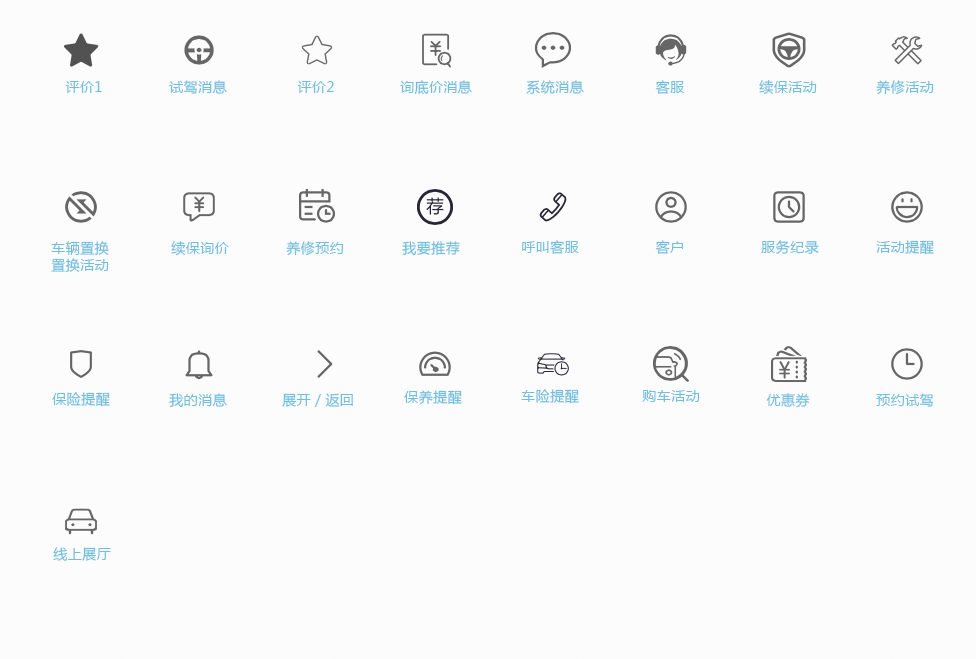 评价1
试驾消息
评价2
询底价消息
系统消息
客服
续保活动
养修活动
荐
车辆置换
置换活动
续保询价
养修预约
我要推荐
呼叫客服
客户
服务纪录
活动提醒
保险提醒
我的消息
展开 / 返回
保养提醒
车险提醒
购车活动
优惠券
预约试驾
线上展厅